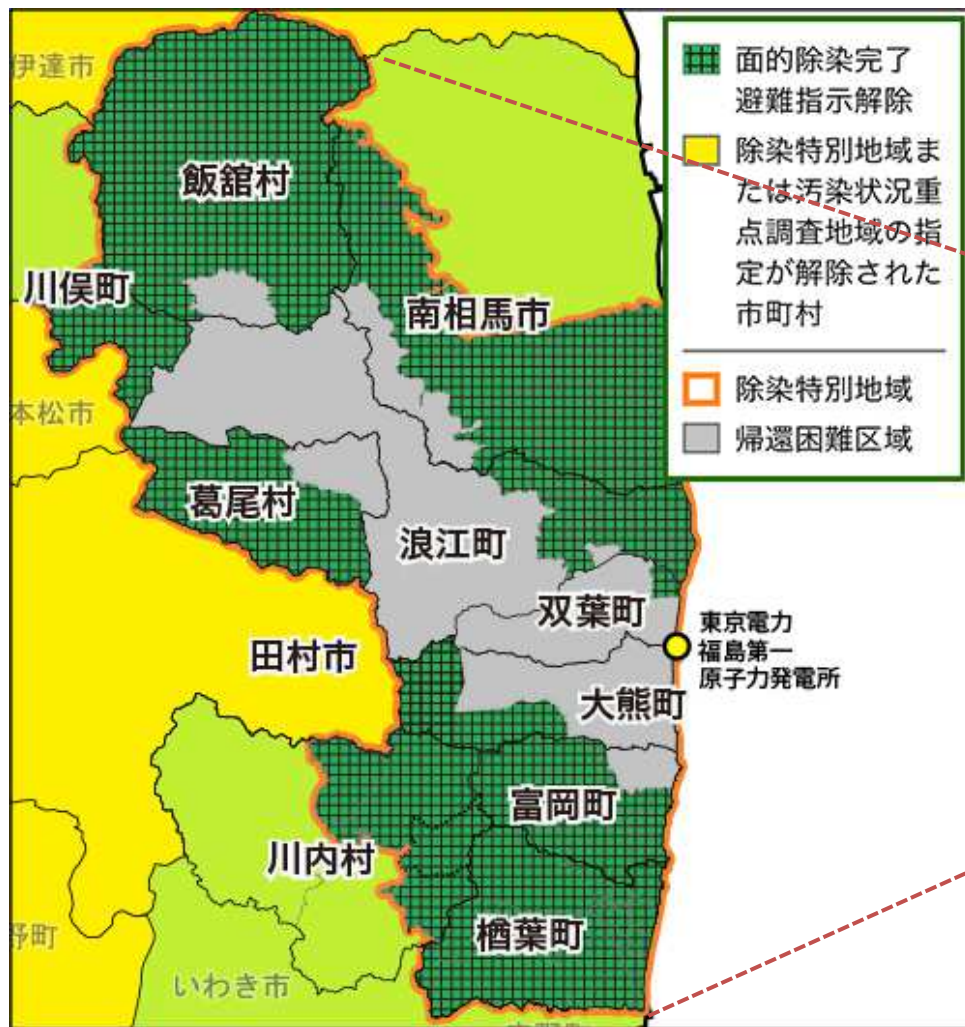 伊達市
面的除染完了
避難指示解除
除染特別地域ま
たは汚染状況重
点調査地域の指
定が解除された
市町村
除染特別地域
帰還困難区域
飯舘村
川俣町
南相馬市
本松市
葛尾村
浪江町
双葉町
東京電力
福島第一
原子力発電所
田村市
大熊町
富岡町
川内村
楢葉町
野町
いわき市